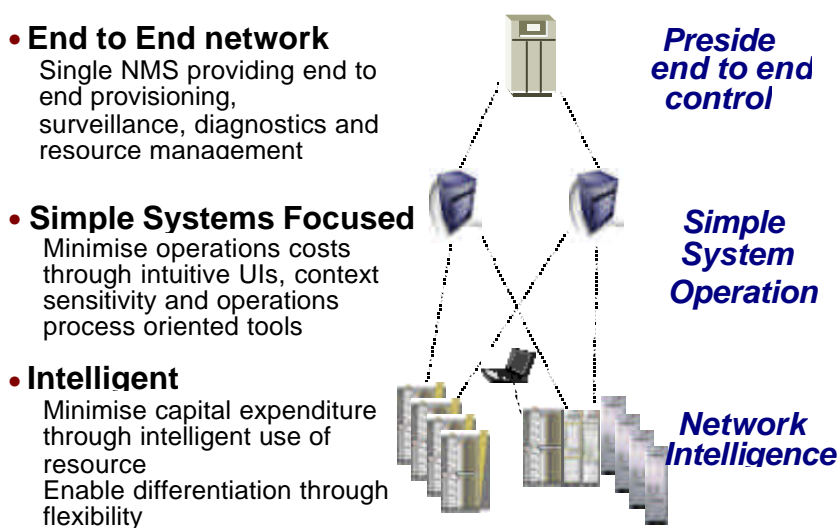 • End to End network
Single NMS providing end to
end provisioning,
surveillance, diagnostics and
resource management
• Simple Systems Focused
Minimise operations costs
through intuitive UIs, context
sensitivity and operations
process oriented tools
• Intelligent
Minimise capital expenditure
through intelligent use of
resource
Enable differentiation through
flexibility
Preside
end to end
control
Simple
System
Operation
Network
Intelligence